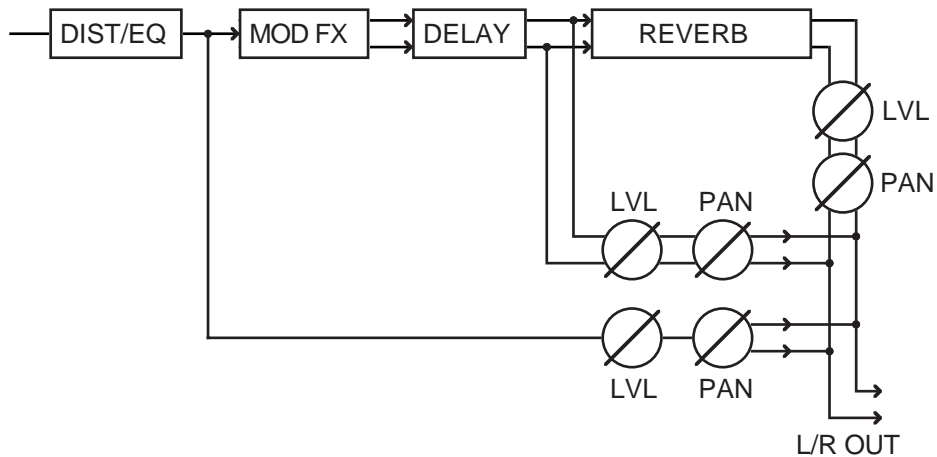 DIST/EQ MOD FX DELAY REVERB
LVL
PAN
LVL PAN
LVL PAN
L/R OUT